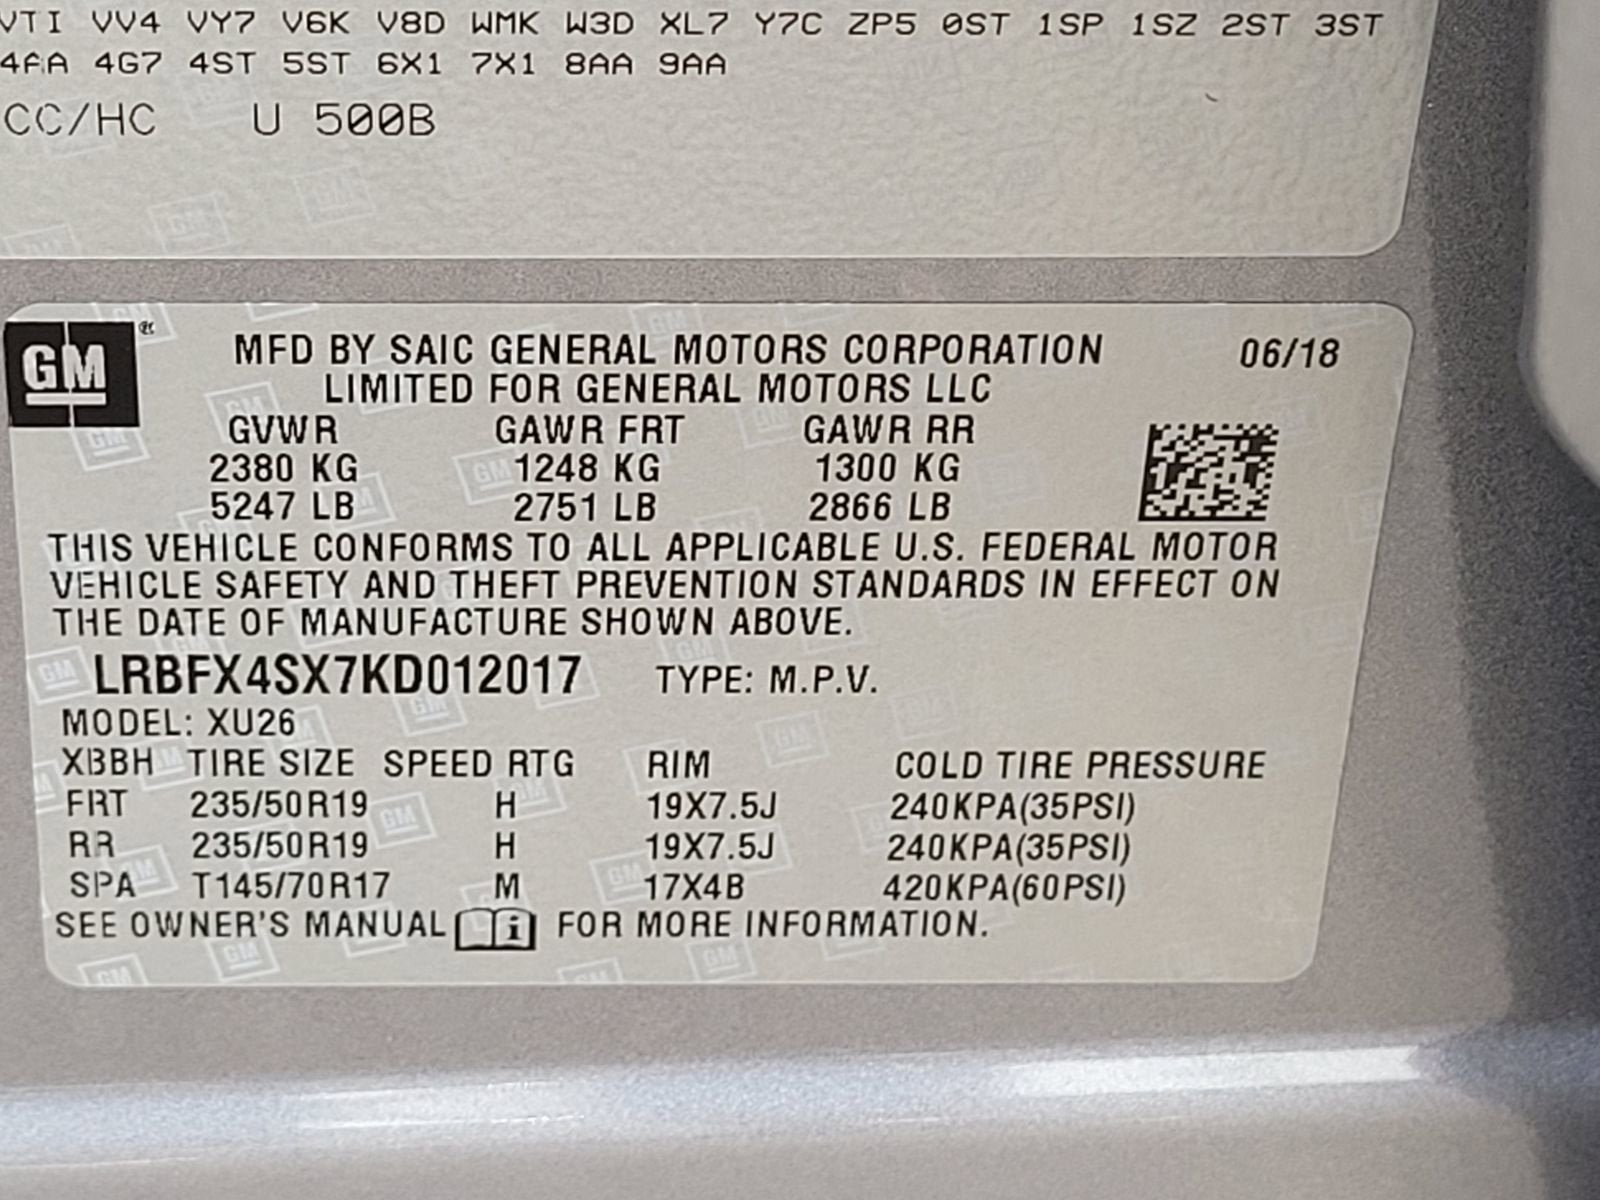 VTI VV4 VY7 V6K V8D WMK W3D XL7 Y7C ZP5 0ST 1SP 1SZ 2ST 3ST
4AA 4G7 4ST 5ST 6X1 7X1 8AA 9AA
CC/HC U 500B
GM ®
MFD BY SAIC GENERAL MOTORS CORPORATION 06/18
LIMITED FOR GENERAL MOTORS LLC
GVWR GAWR FRT GAWR RR
2380 KG 1248 KG 1300 KG
5247 LB 2751 LB 2866 LB
THIS VEHICLE CONFORMS TO ALL APPLICABLE U.S. FEDERAL MOTOR
VEHICLE SAFETY AND THEFT PREVENTION STANDARDS IN EFFECT ON
THE DATE OF MANUFACTURE SHOWN ABOVE.
LRBFX4SX7KD012017 TYPE: M.P.V.
MODEL: XU26
XBBH TIRE SIZE SPEED RTG RIM COLD TIRE PRESSURE
FRT 235/50R19 H 19X7.5J 240KPA(35PSI)
RR 235/50R19 H 19X7.5J 240KPA(35PSI)
SPA T145/70R17 M 17X4B 420KPA(60PSI)
SEE OWNER'S MANUAL i FOR MORE INFORMATION.